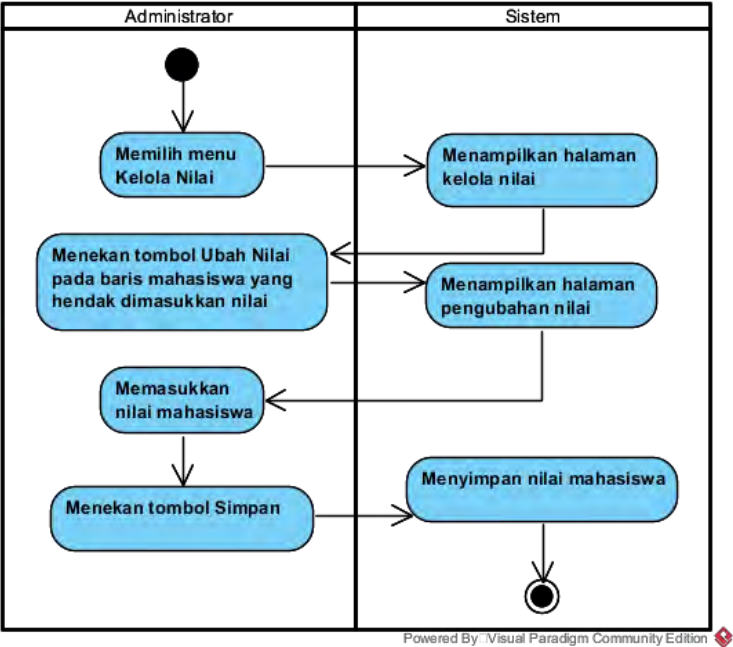 Administrator
Sistem
Memilih menu
Kelola Nilai
Menampilkan halaman
kelola nilai
Menekan tombol Ubah Nilai
pada baris mahasiswa yang
hendak dimasukkan nilai
Menampilkan halaman
pengubahan nilai
Memasukkan
nilai mahasiswa
Menekan tombol Simpan
Menyimpan nilai mahasiswa
Powered By Visual Paradigm Community Edition